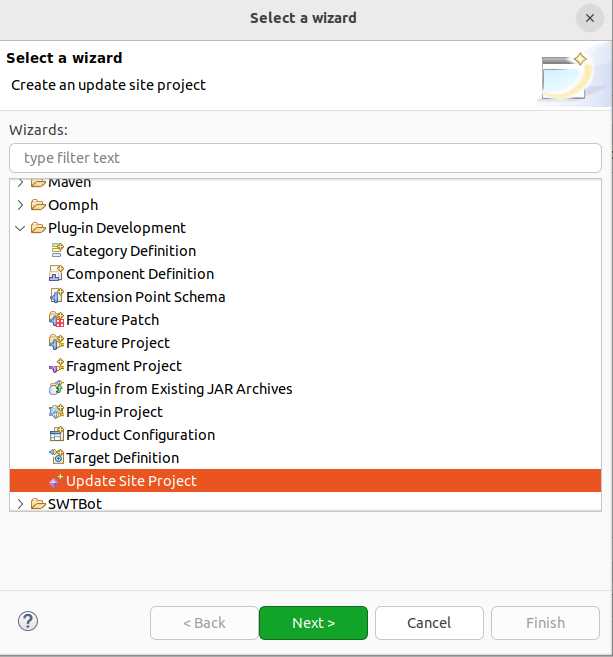 Select a wizard
Select a wizard
Create an update site project
Wizards:
type filter text
Maven
Oomph
Plug-in Development
Category Definition
Component Definition
Extension Point Schema
Feature Patch
Feature Project
Fragment Project
Plug-in from Existing JAR Archives
Plug-in Project
Product Configuration
Target Definition
Update Site Project
SWTBot
< Back
Next >
Cancel
Finish